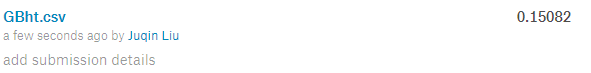 GBht.csv 0.15082
a few seconds ago by Juqin Liu
add submission details